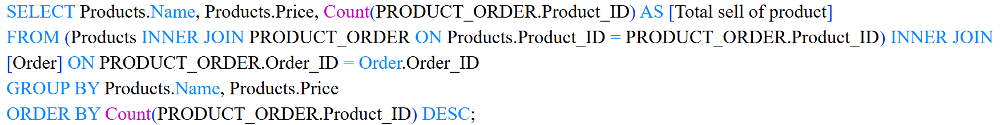 SELECT Products.Name, Products.Price, Count(PRODUCT_ORDER.Product_ID) AS [Total sell of product]
FROM (Products INNER JOIN PRODUCT_ORDER ON Products.Product_ID = PRODUCT_ORDER.Product_ID) INNER JOIN
[Order] ON PRODUCT_ORDER.Order_ID = Order.Order_ID
GROUP BY Products.Name, Products.Price
ORDER BY Count(PRODUCT_ORDER.Product_ID) DESC;